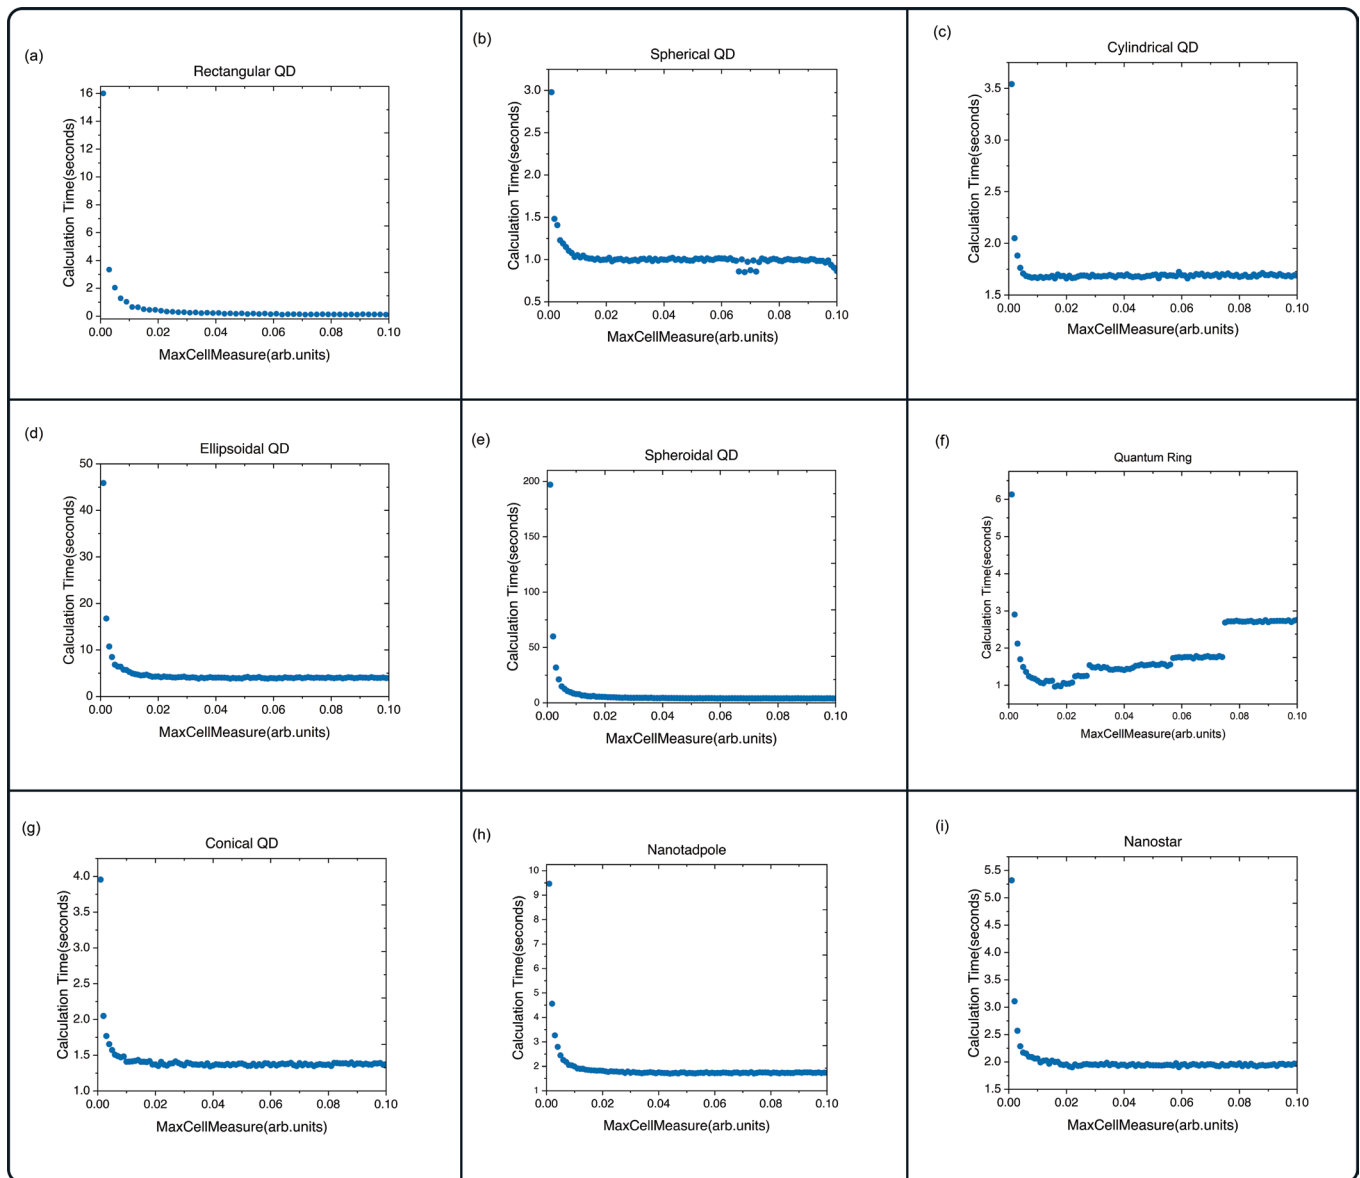 (a)
Rectangular QD
Calculation Time(seconds)
16
14
12
10
8
6
4
2
0
0.00 0.02 0.04 0.06 0.08 0.10
MaxCellMeasure(arb.units)
(b)
Spherical QD
Calculation Time(seconds)
3.0
2.5
2.0
1.5
1.0
0.5
0.00 0.02 0.04 0.06 0.08 0.10
MaxCellMeasure(arb.units)
(c)
Cylindrical QD
Calculation Time(seconds)
3.5
3.0
2.5
2.0
1.5
0.00 0.02 0.04 0.06 0.08 0.10
MaxCellMeasure(arb.units)
(d)
Ellipsoidal QD
Calculation Time(seconds)
50
40
30
20
10
0
0.00 0.02 0.04 0.06 0.08 0.10
MaxCellMeasure(arb.units)
(e)
Spheroidal QD
Calculation Time(seconds)
200
150
100
50
0
0.00 0.02 0.04 0.06 0.08 0.10
MaxCellMeasure(arb.units)
(f)
Quantum Ring
Calculation Time(seconds)
6
5
4
3
2
1
0.00 0.02 0.04 0.06 0.08 0.10
MaxCellMeasure(arb.units)
(g)
Conical QD
Calculation Time(seconds)
4.0
3.5
3.0
2.5
2.0
1.5
1.0
0.00 0.02 0.04 0.06 0.08 0.10
MaxCellMeasure(arb.units)
(h)
Nanotadpole
Calculation Time(seconds)
10
9
8
7
6
5
4
3
2
1
0.00 0.02 0.04 0.06 0.08 0.10
MaxCellMeasure(arb.units)
(i)
Nanostar
Calculation Time(seconds)
5.5
5.0
4.5
4.0
3.5
3.0
2.5
2.0
1.5
0.00 0.02 0.04 0.06 0.08 0.10
MaxCellMeasure(arb.units)